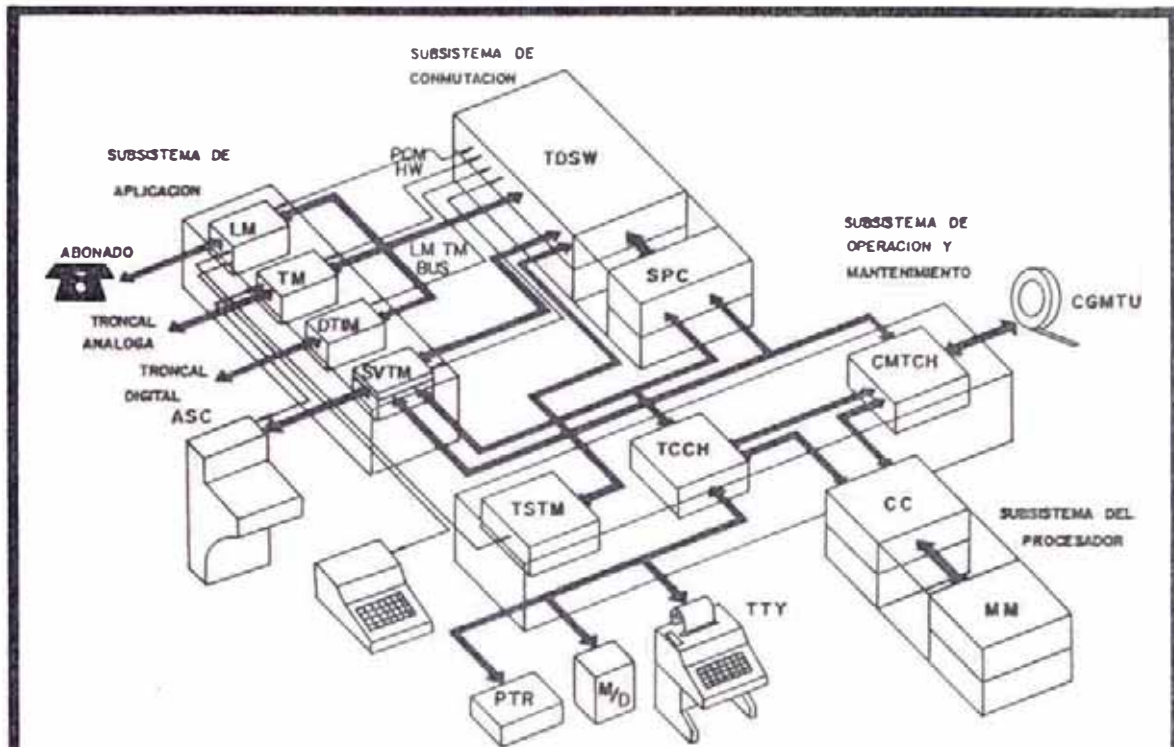 SUBSISTEMA DE
CONMUTACION
TDSW
SUBSISTEMA DE
APLICACION
PCM
HW
LM
ABONADO
TM
LM TM
BUS
SPC
SUBSISTEMA DE
OPERACION Y
MANTENIMIENTO
CGMTU
TRONCAL
ANALOGA
DTIM
TRONCAL
DIGITAL
SVTM
CMTCH
ASC
TCCH
TSTM
CC
SUBSISTEMA DEL
PROCESADOR
MM
TTY
PTR
M/D